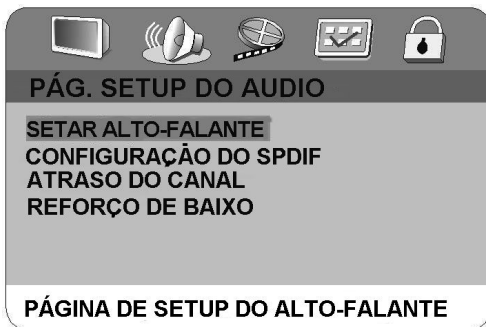 PÁG. SETUP DO AUDIO
SETAR ALTO-FALANTE
CONFIGURAÇÃO DO SPDIF
ATRASO DO CANAL
REFORÇO DE BAIXO
PÁGINA DE SETUP DO ALTO-FALANTE